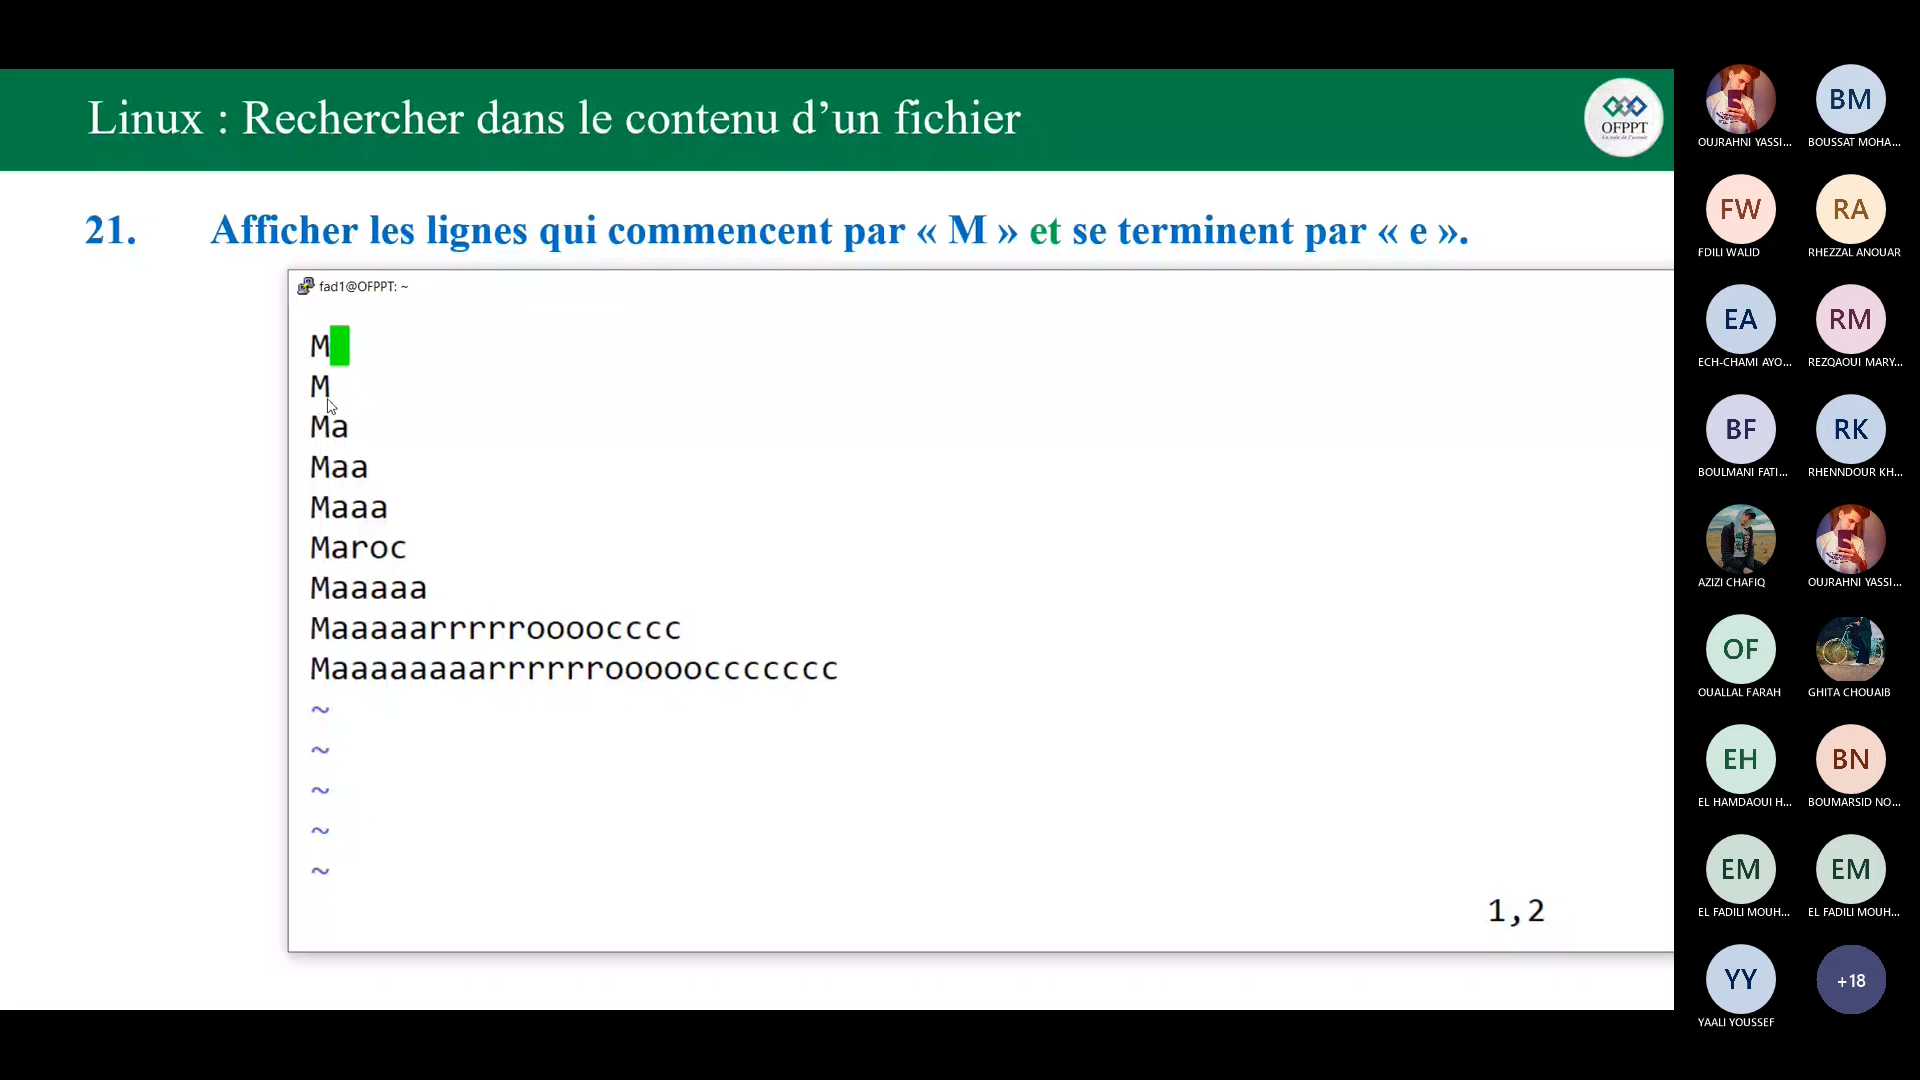 Linux : Rechercher dans le contenu d’un fichier
OFPPT
21. Afficher les lignes qui commencent par « M » et se terminent par « e ».
fad1@OFPPT: ~
M
M
Ma
Maa
Maaa
Maroc
Maaaaa
Maaaaarrrrroooocccc
Maaaaaaaarrrrrrooooocccccccc
~
~
~
~
~
1,2
OUJRAHNI YASSI...
BM
BOUSSAT MOHA...
FW
FDILI WALID
RA
RHEZZAL ANOUAR
EA
ECH-CHAMI AYO...
RM
REZQAOUI MARY...
BF
BOULMANI FATI...
RK
RHENNDOUR KH...
AZIZI CHAFIQ
OUJRAHNI YASSI...
OF
OUALLAL FARAH
GHITA CHOUAIB
EH
EL HAMDAOUI H...
BN
BOUMARSID NO...
EM
EL FADILI MOUH...
EM
EL FADILI MOUH...
YY
YAALI YOUSSEF
+18